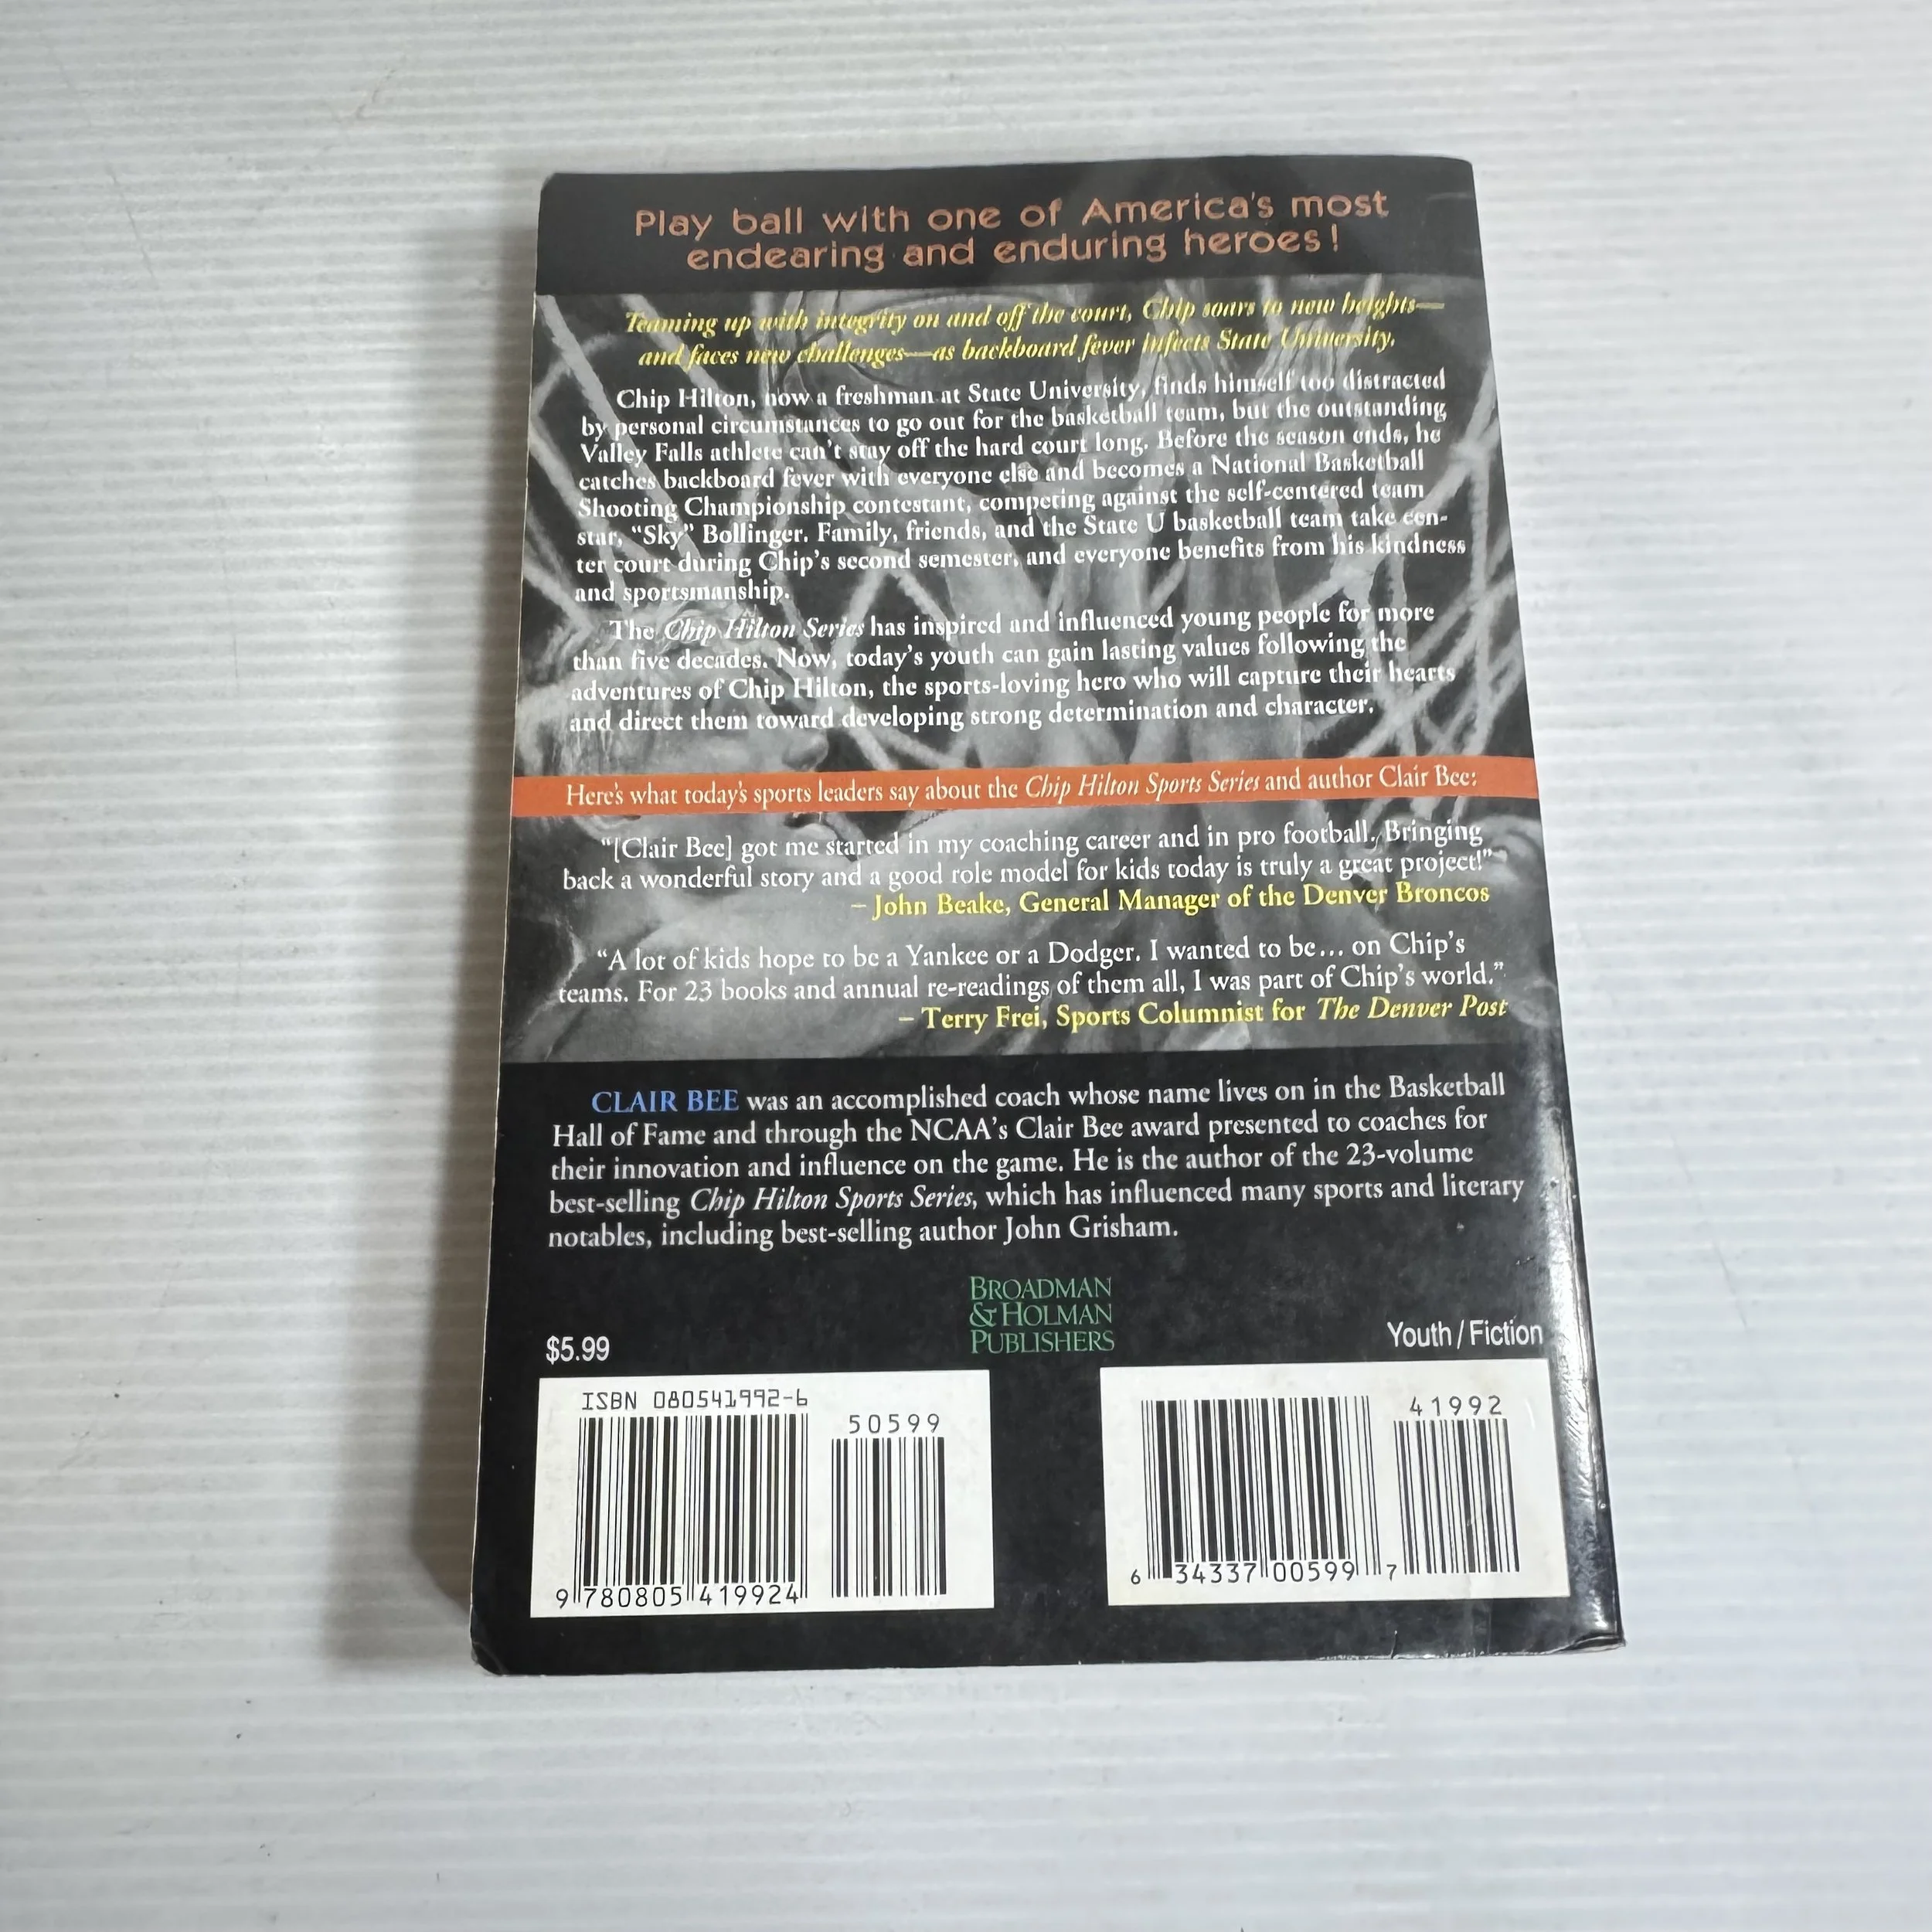 Play ball with one of America's most
endearing and enduring heroes!
Teaming up with integrity on and off the court, Chip soars to new heights—
and faces new challenges—as backboard fever infects State University.
Chip Hilton, now a freshman at State University, finds himself too distracted
by personal circumstances to go out for the basketball team, but the outstanding
Valley Falls athlete can't stay off the hard court long. Before the season ends, he
catches backboard fever with everyone else and becomes a National Basketball
Shooting Championship contestant, competing against the self-centered team
star, “Sky” Bollinger. Family, friends, and the State U basketball team take cen-
ter court during Chip's second semester, and everyone benefits from his kindness
and sportsmanship.
The Chip Hilton Series has inspired and influenced young people for more
than five decades. Now, today's youth can gain lasting values following the
adventures of Chip Hilton, the sports-loving hero who will capture their hearts
and direct them toward developing strong determination and character.
Here's what today's sports leaders say about the Chip Hilton Sports Series and author Clair Bee:
“[Clair Bee] got me started in my coaching career and in pro football. Bringing
back a wonderful story and a good role model for kids today is truly a great project!”
– John Beake, General Manager of the Denver Broncos
“A lot of kids hope to be a Yankee or a Dodger. I wanted to be... on Chip's
teams. For 23 books and annual re-readings of them all, I was part of Chip's world.”
– Terry Frei, Sports Columnist for The Denver Post
CLAIR BEE was an accomplished coach whose name lives on in the Basketball
Hall of Fame and through the NCAA's Clair Bee award presented to coaches for
their innovation and influence on the game. He is the author of the 23-volume
best-selling Chip Hilton Sports Series, which has influenced many sports and literary
notables, including best-selling author John Grisham.
BROADMAN
& HOLMAN
PUBLISHERS
$5.99
Youth / Fiction
ISBN 080541992-6
50599
9 780805 419924
41992
6 34337 00599 7